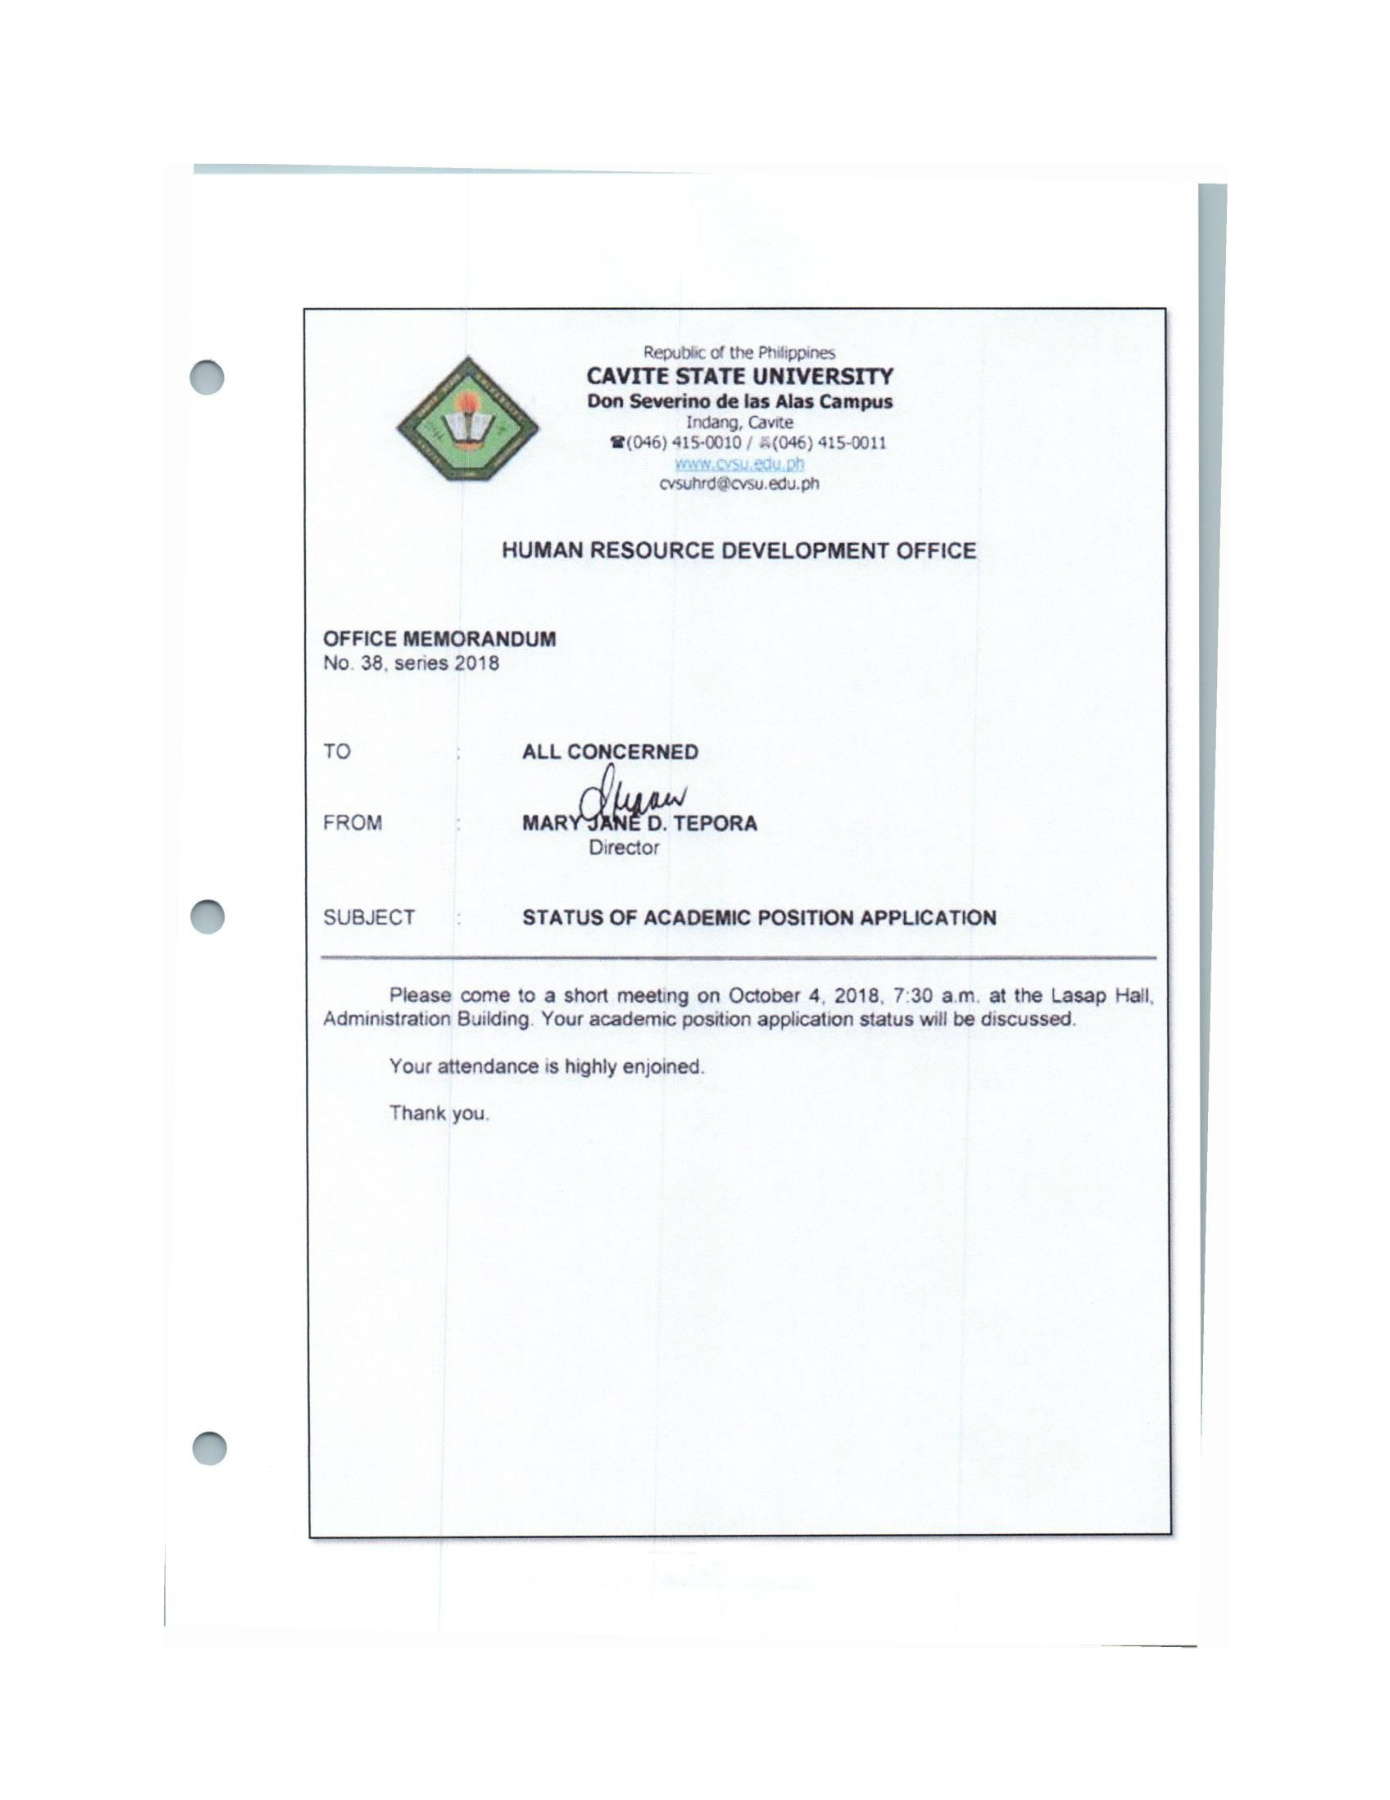 Republic of the Philippines
CAVITE STATE UNIVERSITY
Don Severino de las Alas Campus
Indang, Cavite
☎(046) 415-0010 / (046) 415-0011
www.cvsu.edu.ph
cvsuhrd@cvsu.edu.ph
HUMAN RESOURCE DEVELOPMENT OFFICE
OFFICE MEMORANDUM
No. 38, series 2018
TO : ALL CONCERNED
FROM : MARY JANE D. TEPORA
Director
SUBJECT : STATUS OF ACADEMIC POSITION APPLICATION
Please come to a short meeting on October 4, 2018, 7:30 a.m. at the Lasap Hall,
Administration Building. Your academic position application status will be discussed.
Your attendance is highly enjoined.
Thank you.